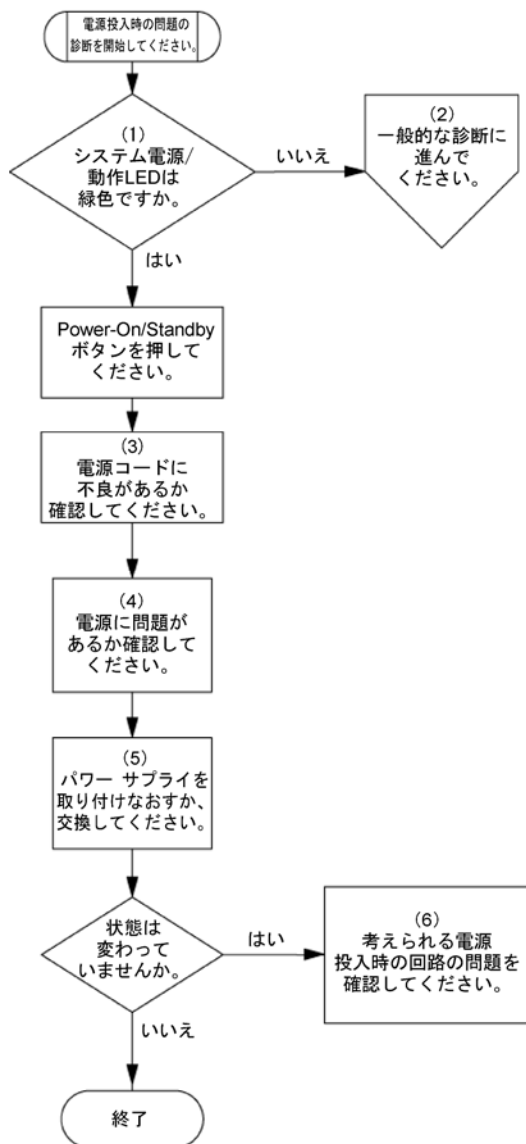 電源投入時の問題の
診断を開始してください。
(1)
システム電源/
動作LEDは
緑色ですか。
いいえ
(2)
一般的な診断に
進んで
ください。
はい
Power-On/Standby
ボタンを押して
ください。
(3)
電源コードに
不良があるか
確認してください。
(4)
電源に問題が
あるか確認して
ください。
(5)
パワー サプライを
取り付けなおすか、
交換してください。
状態は
変わって
いませんか。
はい
(6)
考えられる電源
投入時の回路の問題を
確認してください。
いいえ
終了